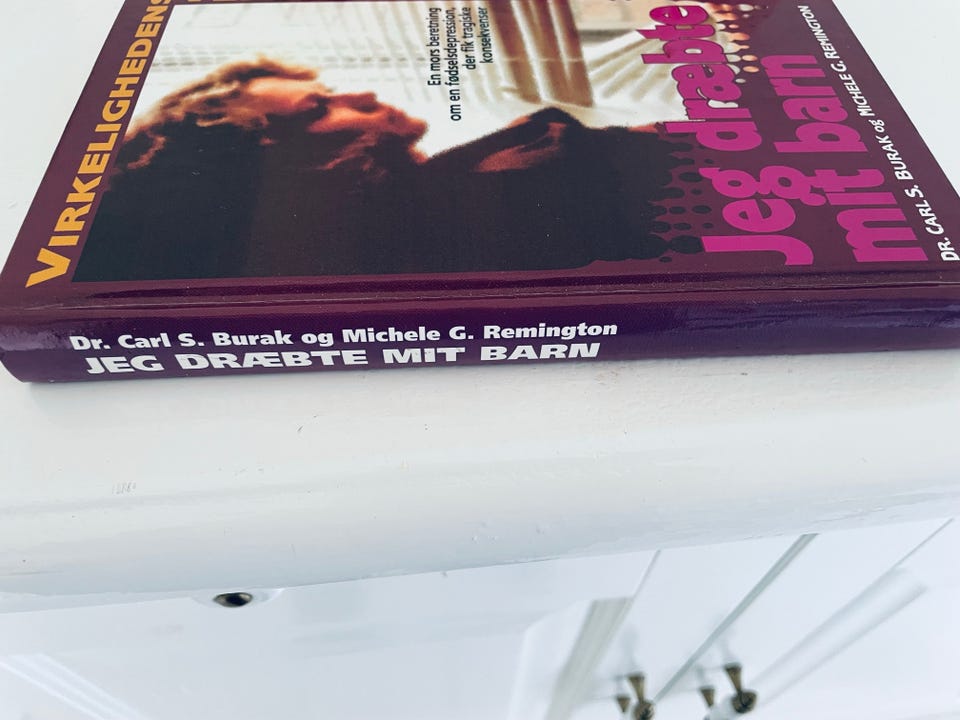 VIRKELIGHEDENS
En mors beretning
om en fødselsdepression,
der fik tragiske
konsekvenser
Jeg dræbte
mit barn
DR. CARL S. BURAK og MICHELE G. REMINGTON
Dr. Carl S. Burak og Michele G. Remington
JEG DRÆBTE MIT BARN